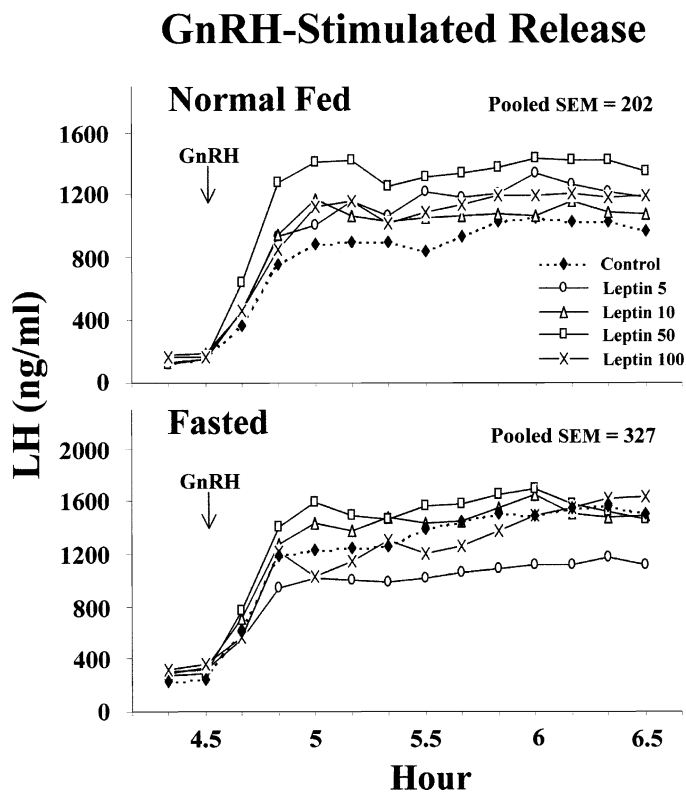 GnRH-Stimulated Release
Normal Fed
Pooled SEM = 202
GnRH
1600
1200
800
400
0
Control
Leptin 5
Leptin 10
Leptin 50
Leptin 100
LH (ng/ml)
Fasted
Pooled SEM = 327
GnRH
2000
1600
1200
800
400
0
4.5 5 5.5 6 6.5
Hour